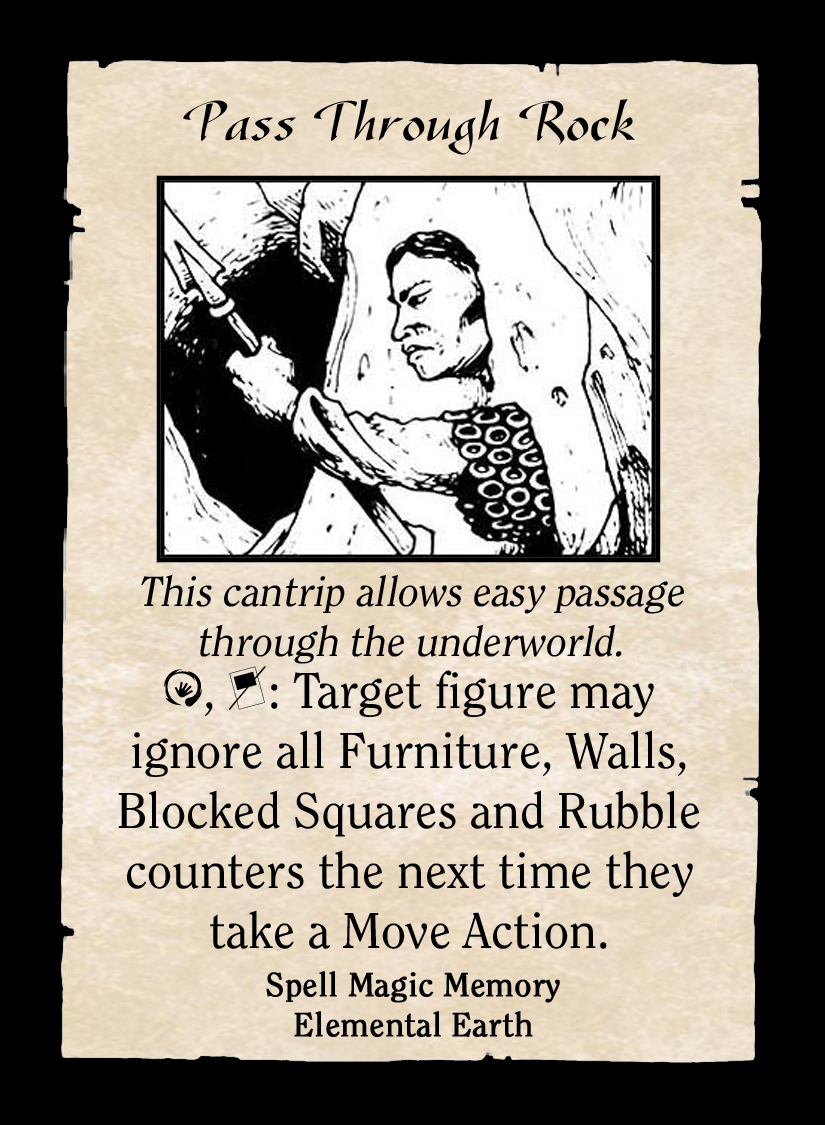 Pass Through Rock
This cantrip allows easy passage
through the underworld.
, : Target figure may
ignore all Furniture, Walls,
Blocked Squares and Rubble
counters the next time they
take a Move Action.
Spell Magic Memory
Elemental Earth